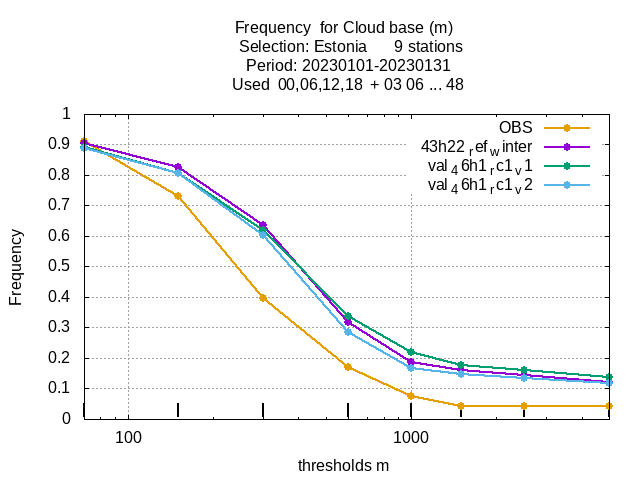 Frequency  for Cloud base (m)
Selection: Estonia      9 stations
Period: 20230101-20230131
Used  00,06,12,18  + 03 06 ... 48
OBS
43h22_ref_winter
val_46h1_rc1_v1
val_46h1_rc1_v2
1
0.9
0.8
0.7
0.6
0.5
0.4
0.3
0.2
0.1
0
Frequency
100
1000
thresholds m